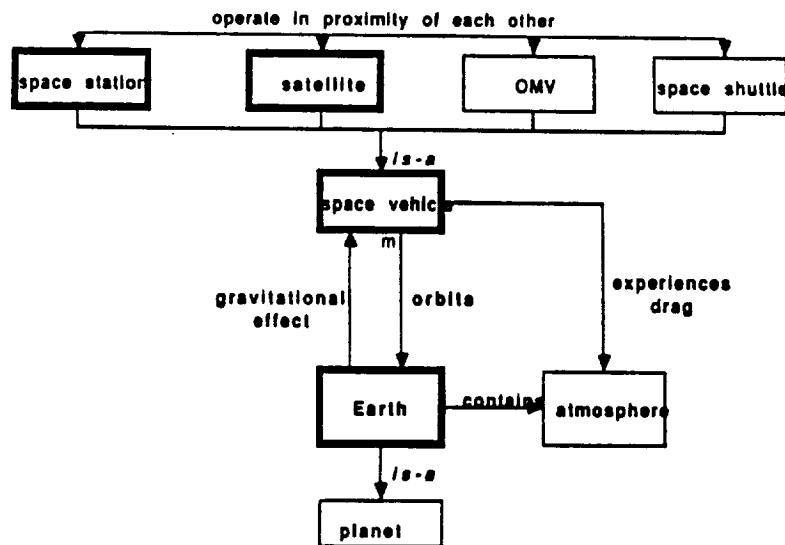 operate in proximity of each other
space station
satellite
OMV
space shuttle
is-a
space vehicle
m
gravitational
effect
orbits
experiences
drag
Earth
contains
atmosphere
is-a
planet